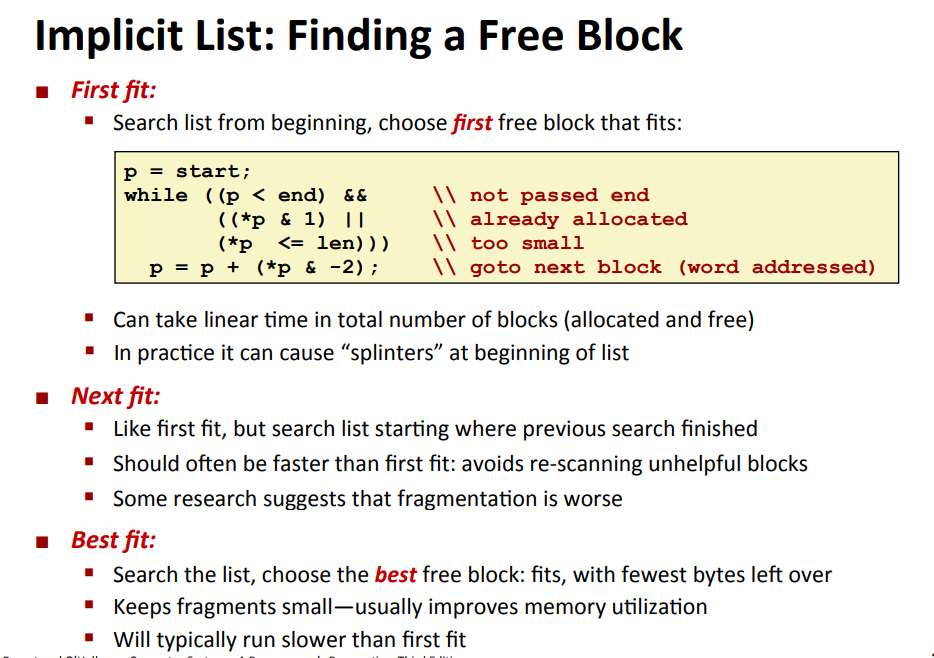 Implicit List: Finding a Free Block
First fit:
Search list from beginning, choose first free block that fits:
p = start;
while ((p < end) && \\ not passed end
((*p & 1) || \\ already allocated
(*p <= len))) \\ too small
p = p + (*p & -2); \\ goto next block (word addressed)
Can take linear time in total number of blocks (allocated and free)
In practice it can cause “splinters” at beginning of list
Next fit:
Like first fit, but search list starting where previous search finished
Should often be faster than first fit: avoids re-scanning unhelpful blocks
Some research suggests that fragmentation is worse
Best fit:
Search the list, choose the best free block: fits, with fewest bytes left over
Keeps fragments small—usually improves memory utilization
Will typically run slower than first fit